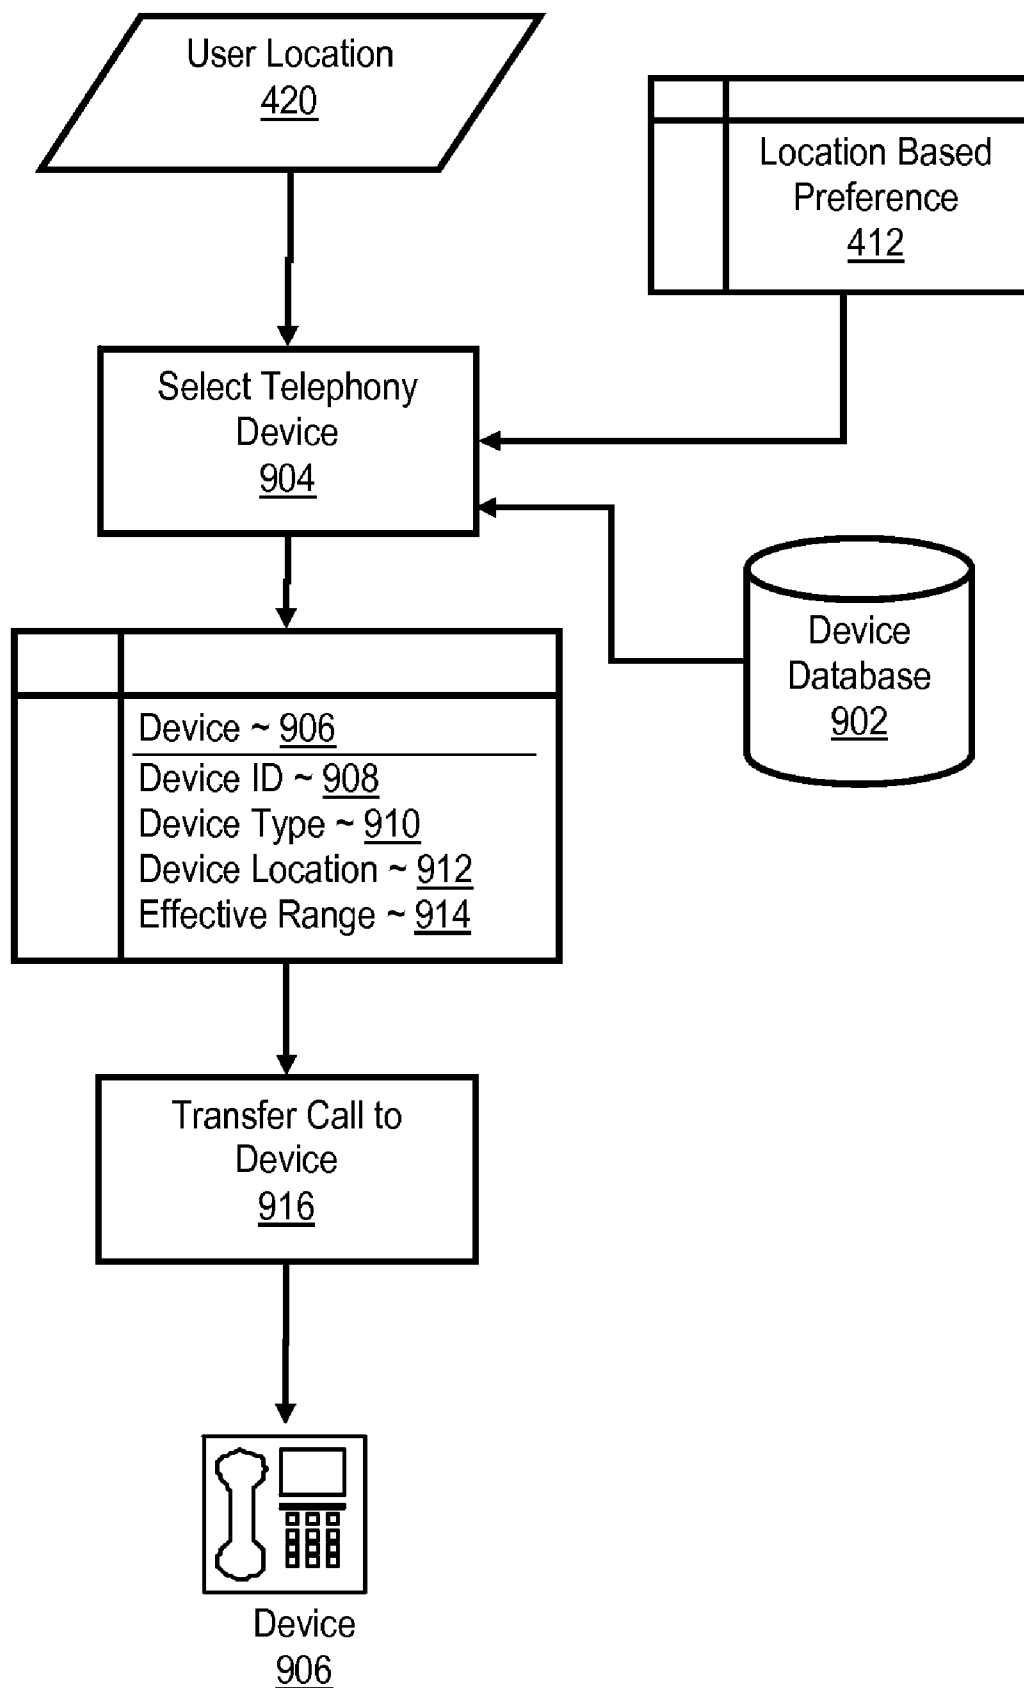 User Location
420
Location Based
Preference
412
Select Telephony
Device
904
Device
Database
902
Device ~ 906
Device ID ~ 908
Device Type ~ 910
Device Location ~ 912
Effective Range ~ 914
Transfer Call to
Device
916
Device
906